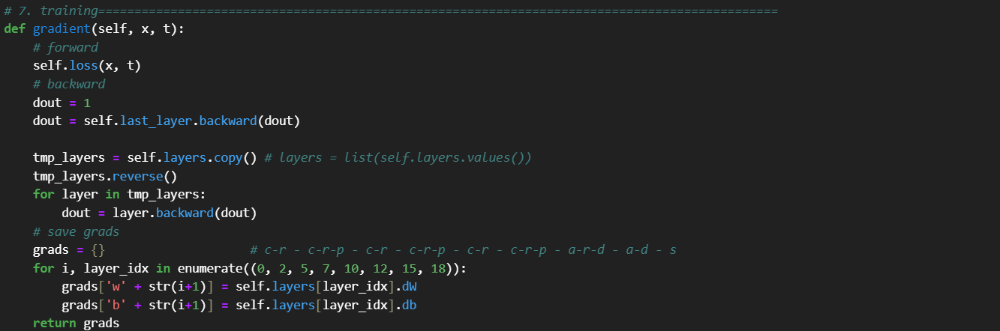 # 7. training==============================================================================================
def gradient(self, x, t):
    # forward
    self.loss(x, t)
    # backward
    dout = 1
    dout = self.last_layer.backward(dout)

    tmp_layers = self.layers.copy() # layers = list(self.layers.values())
    tmp_layers.reverse()
    for layer in tmp_layers:
        dout = layer.backward(dout)
    # save grads
    grads = {}                    # c-r - c-r-p - c-r - c-r-p - c-r - c-r-p - a-r-d - a-d - s
    for i, layer_idx in enumerate((0, 2, 5, 7, 10, 12, 15, 18)):
        grads['w' + str(i+1)] = self.layers[layer_idx].dW
        grads['b' + str(i+1)] = self.layers[layer_idx].db
    return grads